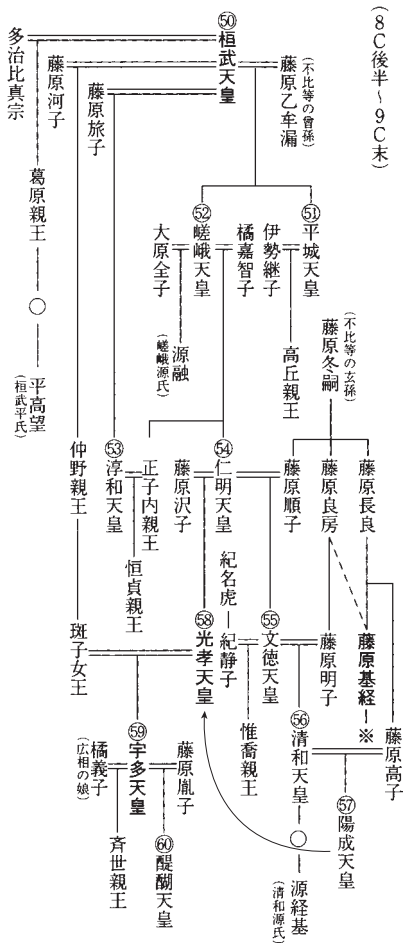 (8C後半～9C末)
㊿桓武天皇
(不比等の曾孫)
藤原乙牟漏
藤原旅子
藤原河子
多治比真宗
葛原親王
○
平高望
(桓武平氏)
51平城天皇
伊勢継子
高丘親王
52嵯峨天皇
橘嘉智子
大原全子
源融
(嵯峨源氏)
(不比等の玄孫)
藤原冬嗣
藤原長良
藤原良房
藤原順子
54仁明天皇
藤原沢子
正子内親王
53淳和天皇
恒貞親王
仲野親王
藤原高子
藤原基経
※
藤原明子
55文徳天皇
紀名虎
紀静子
惟喬親王
58光孝天皇
斑子女王
56清和天皇
57陽成天皇
○
源経基
(清和源氏)
59宇多天皇
藤原胤子
橘義子
(広相の娘)
60醍醐天皇
斉世親王